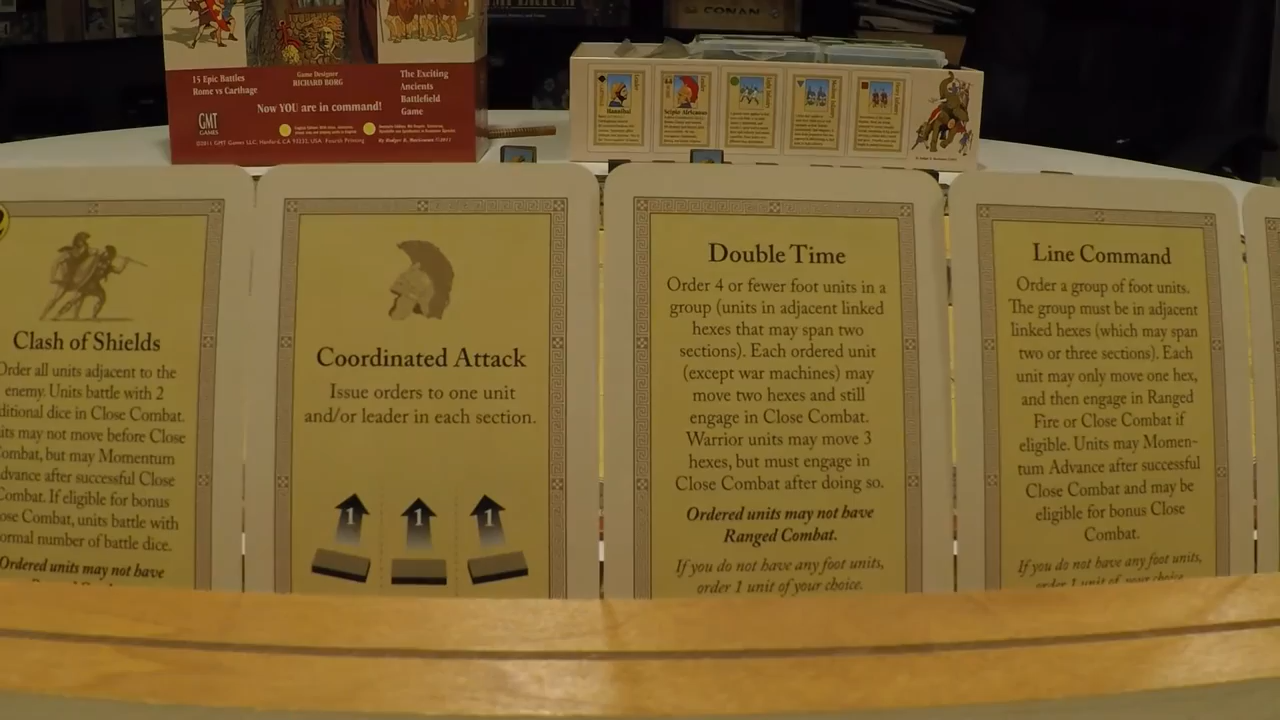 CONAN
15 Epic Battles
Rome vs Carthage
Game Designer
RICHARD BORG
The Exciting
Ancients
Battlefield
Game
Now YOU are in command!
GMT
GAMES
Hannibal
Scipio Africanus
Clash of Shields
Order all units adjacent to the
enemy. Units battle with 2
ditional dice in Close Combat.
its may not move before Close
ombat, but may Momentum
dvance after successful Close
Combat. If eligible for bonus
ose Combat, units battle with
ormal number of battle dice.
Ordered units may not have
Coordinated Attack
Issue orders to one unit
and/or leader in each section.
1 1 1
Double Time
Order 4 or fewer foot units in a
group (units in adjacent linked
hexes that may span two
sections). Each ordered unit
(except war machines) may
move two hexes and still
engage in Close Combat.
Warrior units may move 3
hexes, but must engage in
Close Combat after doing so.
Ordered units may not have
Ranged Combat.
If you do not have any foot units,
order 1 unit of your choice.
Line Command
Order a group of foot units.
The group must be in adjacent
linked hexes (which may span
two or three sections). Each
unit may only move one hex,
and then engage in Ranged
Fire or Close Combat if
eligible. Units may Momen-
tum Advance after successful
Close Combat and may be
eligible for bonus Close
Combat.
If you do not have any foot units,
order 1 unit of your choice